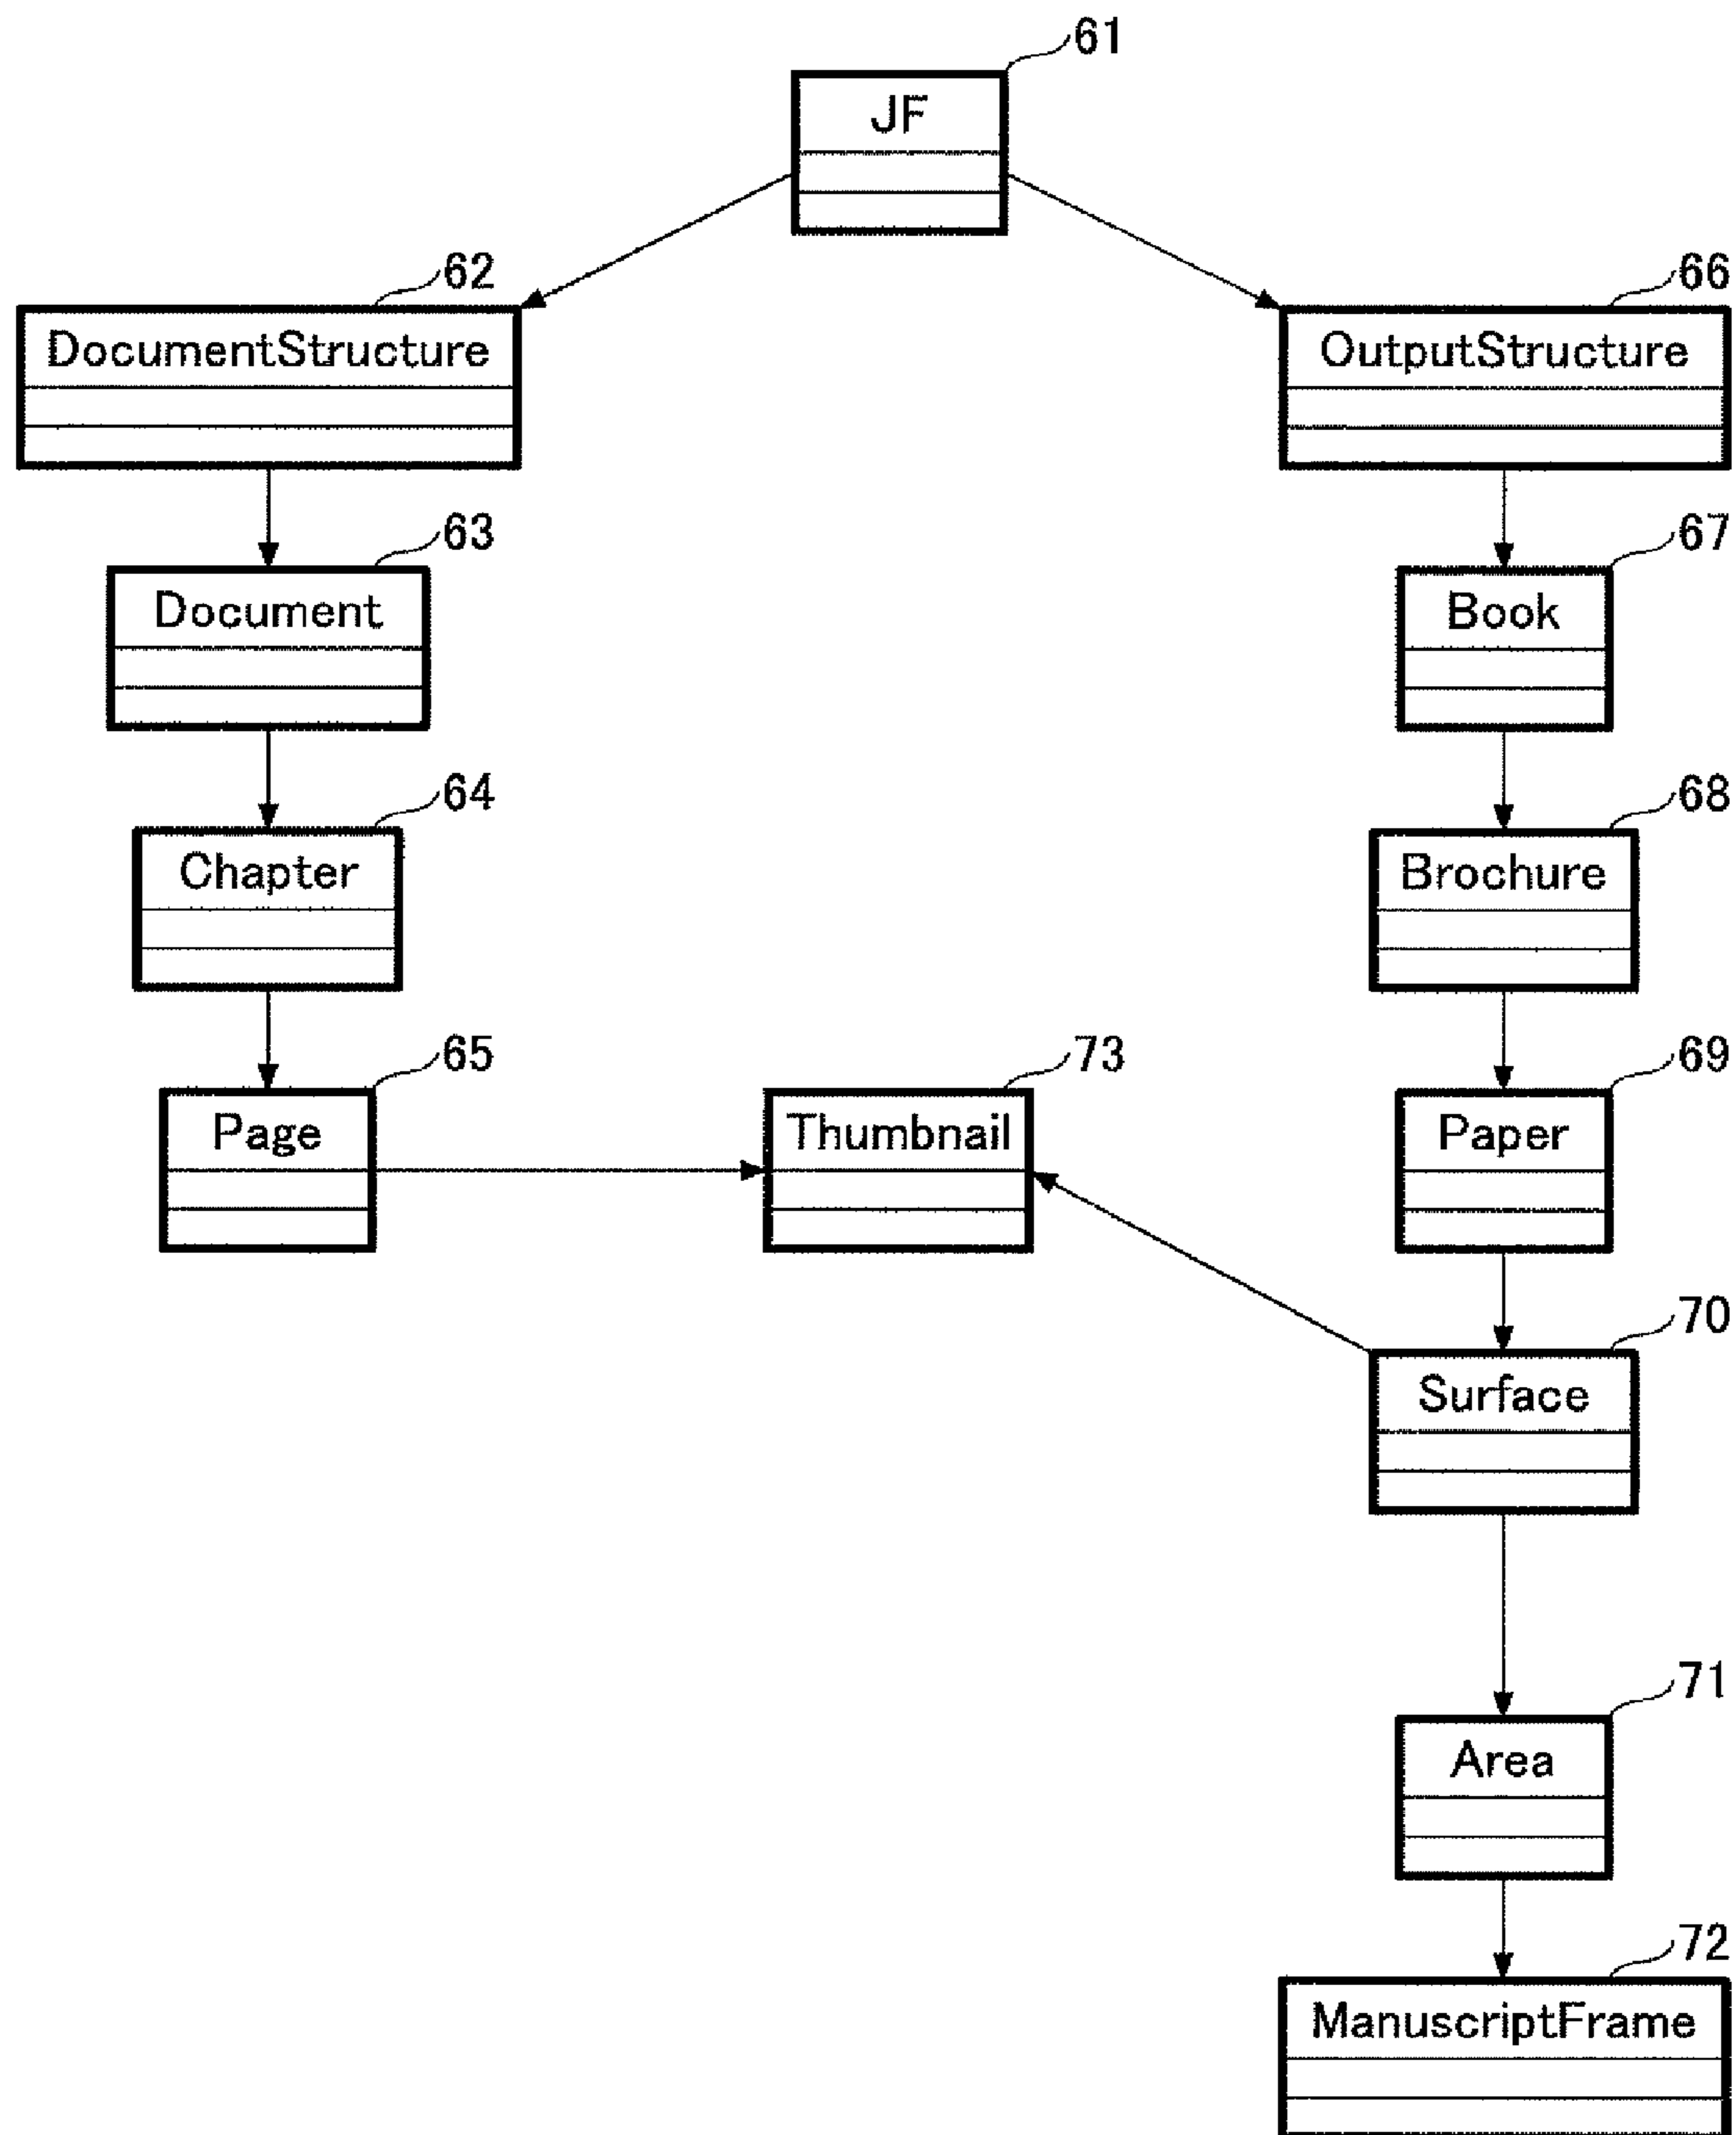 61
JF
62
66
DocumentStructure
OutputStructure
63
67
Document
Book
64
68
Chapter
Brochure
65
73
69
Page
Thumbnail
Paper
70
Surface
71
Area
72
ManuscriptFrame